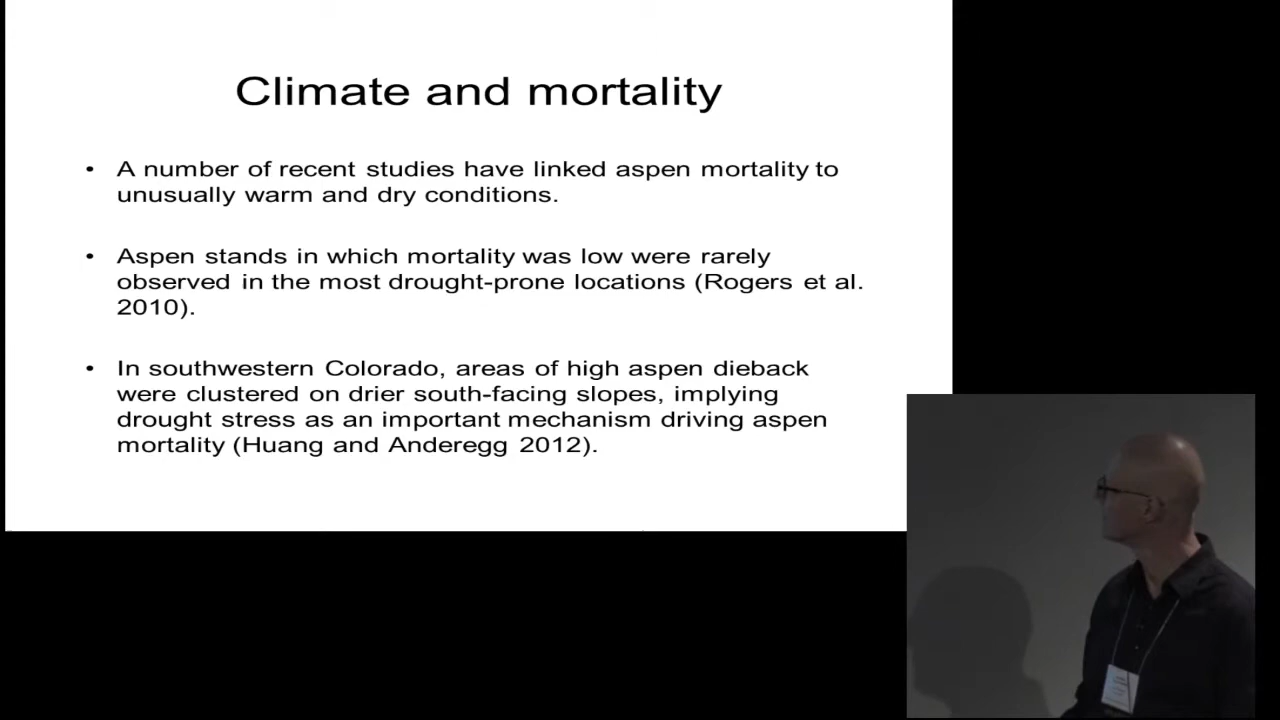 Climate and mortality
• A number of recent studies have linked aspen mortality to
unusually warm and dry conditions.
• Aspen stands in which mortality was low were rarely
observed in the most drought-prone locations (Rogers et al.
2010).
• In southwestern Colorado, areas of high aspen dieback
were clustered on drier south-facing slopes, implying
drought stress as an important mechanism driving aspen
mortality (Huang and Anderegg 2012).